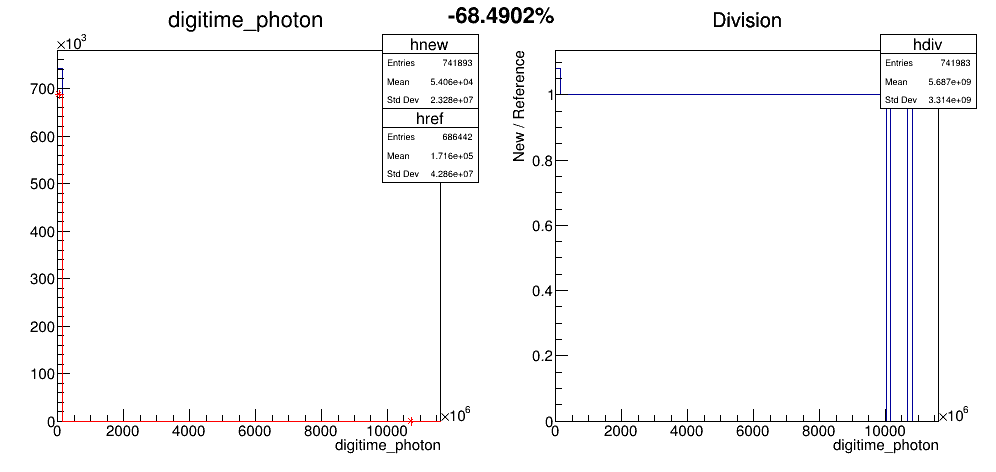 -68.4902%
digitime_photon
×10³
hnew
Entries 741893
Mean 5.406e+04
Std Dev 2.328e+07
href
Entries 686442
Mean 1.716e+05
Std Dev 4.286e+07
700
600
500
400
300
200
100
0
0 2000 4000 6000 8000 10000 ×10⁶
digitime_photon
Division
hdiv
Entries 741983
Mean 5.687e+09
Std Dev 3.314e+09
New / Reference
1
0.8
0.6
0.4
0.2
0
0 2000 4000 6000 8000 10000 ×10⁶
digitime_photon